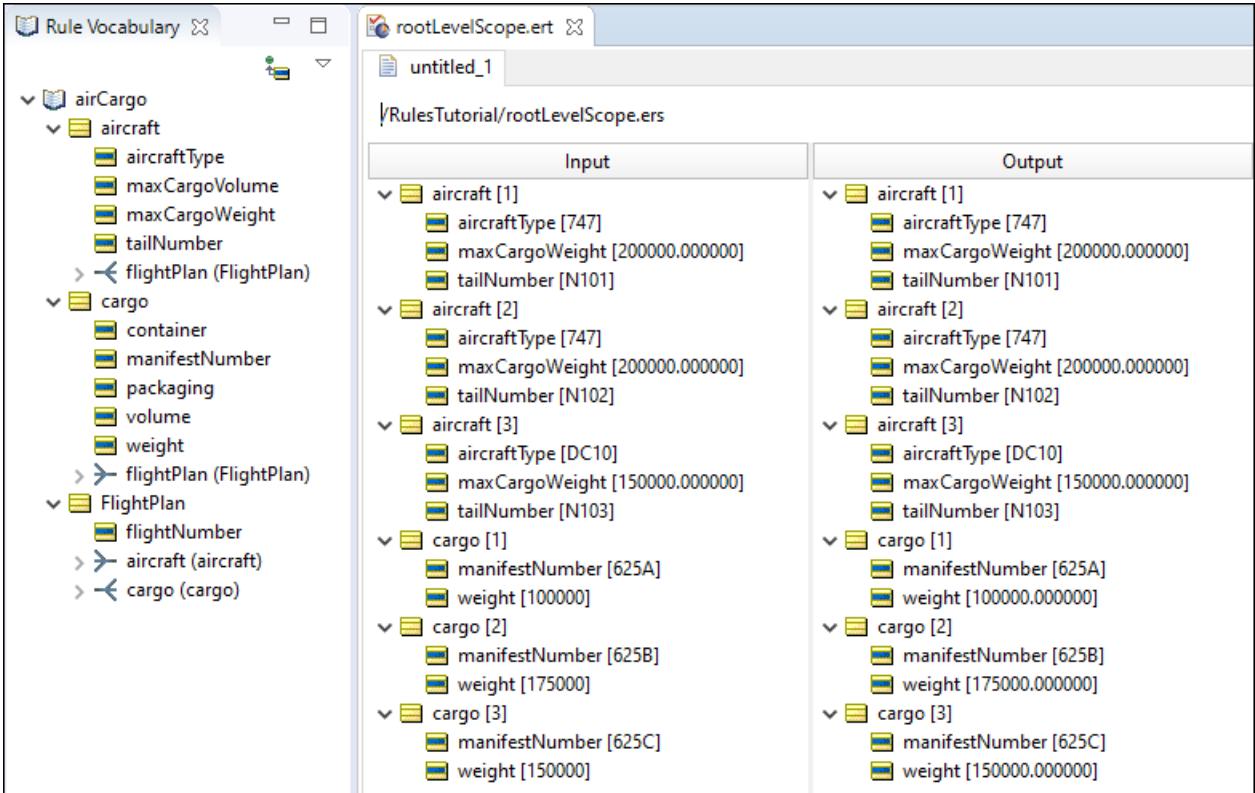 Rule Vocabulary
airCargo
aircraft
aircraftType
maxCargoVolume
maxCargoWeight
tailNumber
flightPlan (FlightPlan)
cargo
container
manifestNumber
packaging
volume
weight
flightPlan (FlightPlan)
FlightPlan
flightNumber
aircraft (aircraft)
cargo (cargo)
rootLevelScope.ert
untitled_1
/RulesTutorial/rootLevelScope.ers
Input
aircraft [1]
aircraftType [747]
maxCargoWeight [200000.000000]
tailNumber [N101]
aircraft [2]
aircraftType [747]
maxCargoWeight [200000.000000]
tailNumber [N102]
aircraft [3]
aircraftType [DC10]
maxCargoWeight [150000.000000]
tailNumber [N103]
cargo [1]
manifestNumber [625A]
weight [100000]
cargo [2]
manifestNumber [625B]
weight [175000]
cargo [3]
manifestNumber [625C]
weight [150000]
Output
aircraft [1]
aircraftType [747]
maxCargoWeight [200000.000000]
tailNumber [N101]
aircraft [2]
aircraftType [747]
maxCargoWeight [200000.000000]
tailNumber [N102]
aircraft [3]
aircraftType [DC10]
maxCargoWeight [150000.000000]
tailNumber [N103]
cargo [1]
manifestNumber [625A]
weight [100000.000000]
cargo [2]
manifestNumber [625B]
weight [175000.000000]
cargo [3]
manifestNumber [625C]
weight [150000.000000]